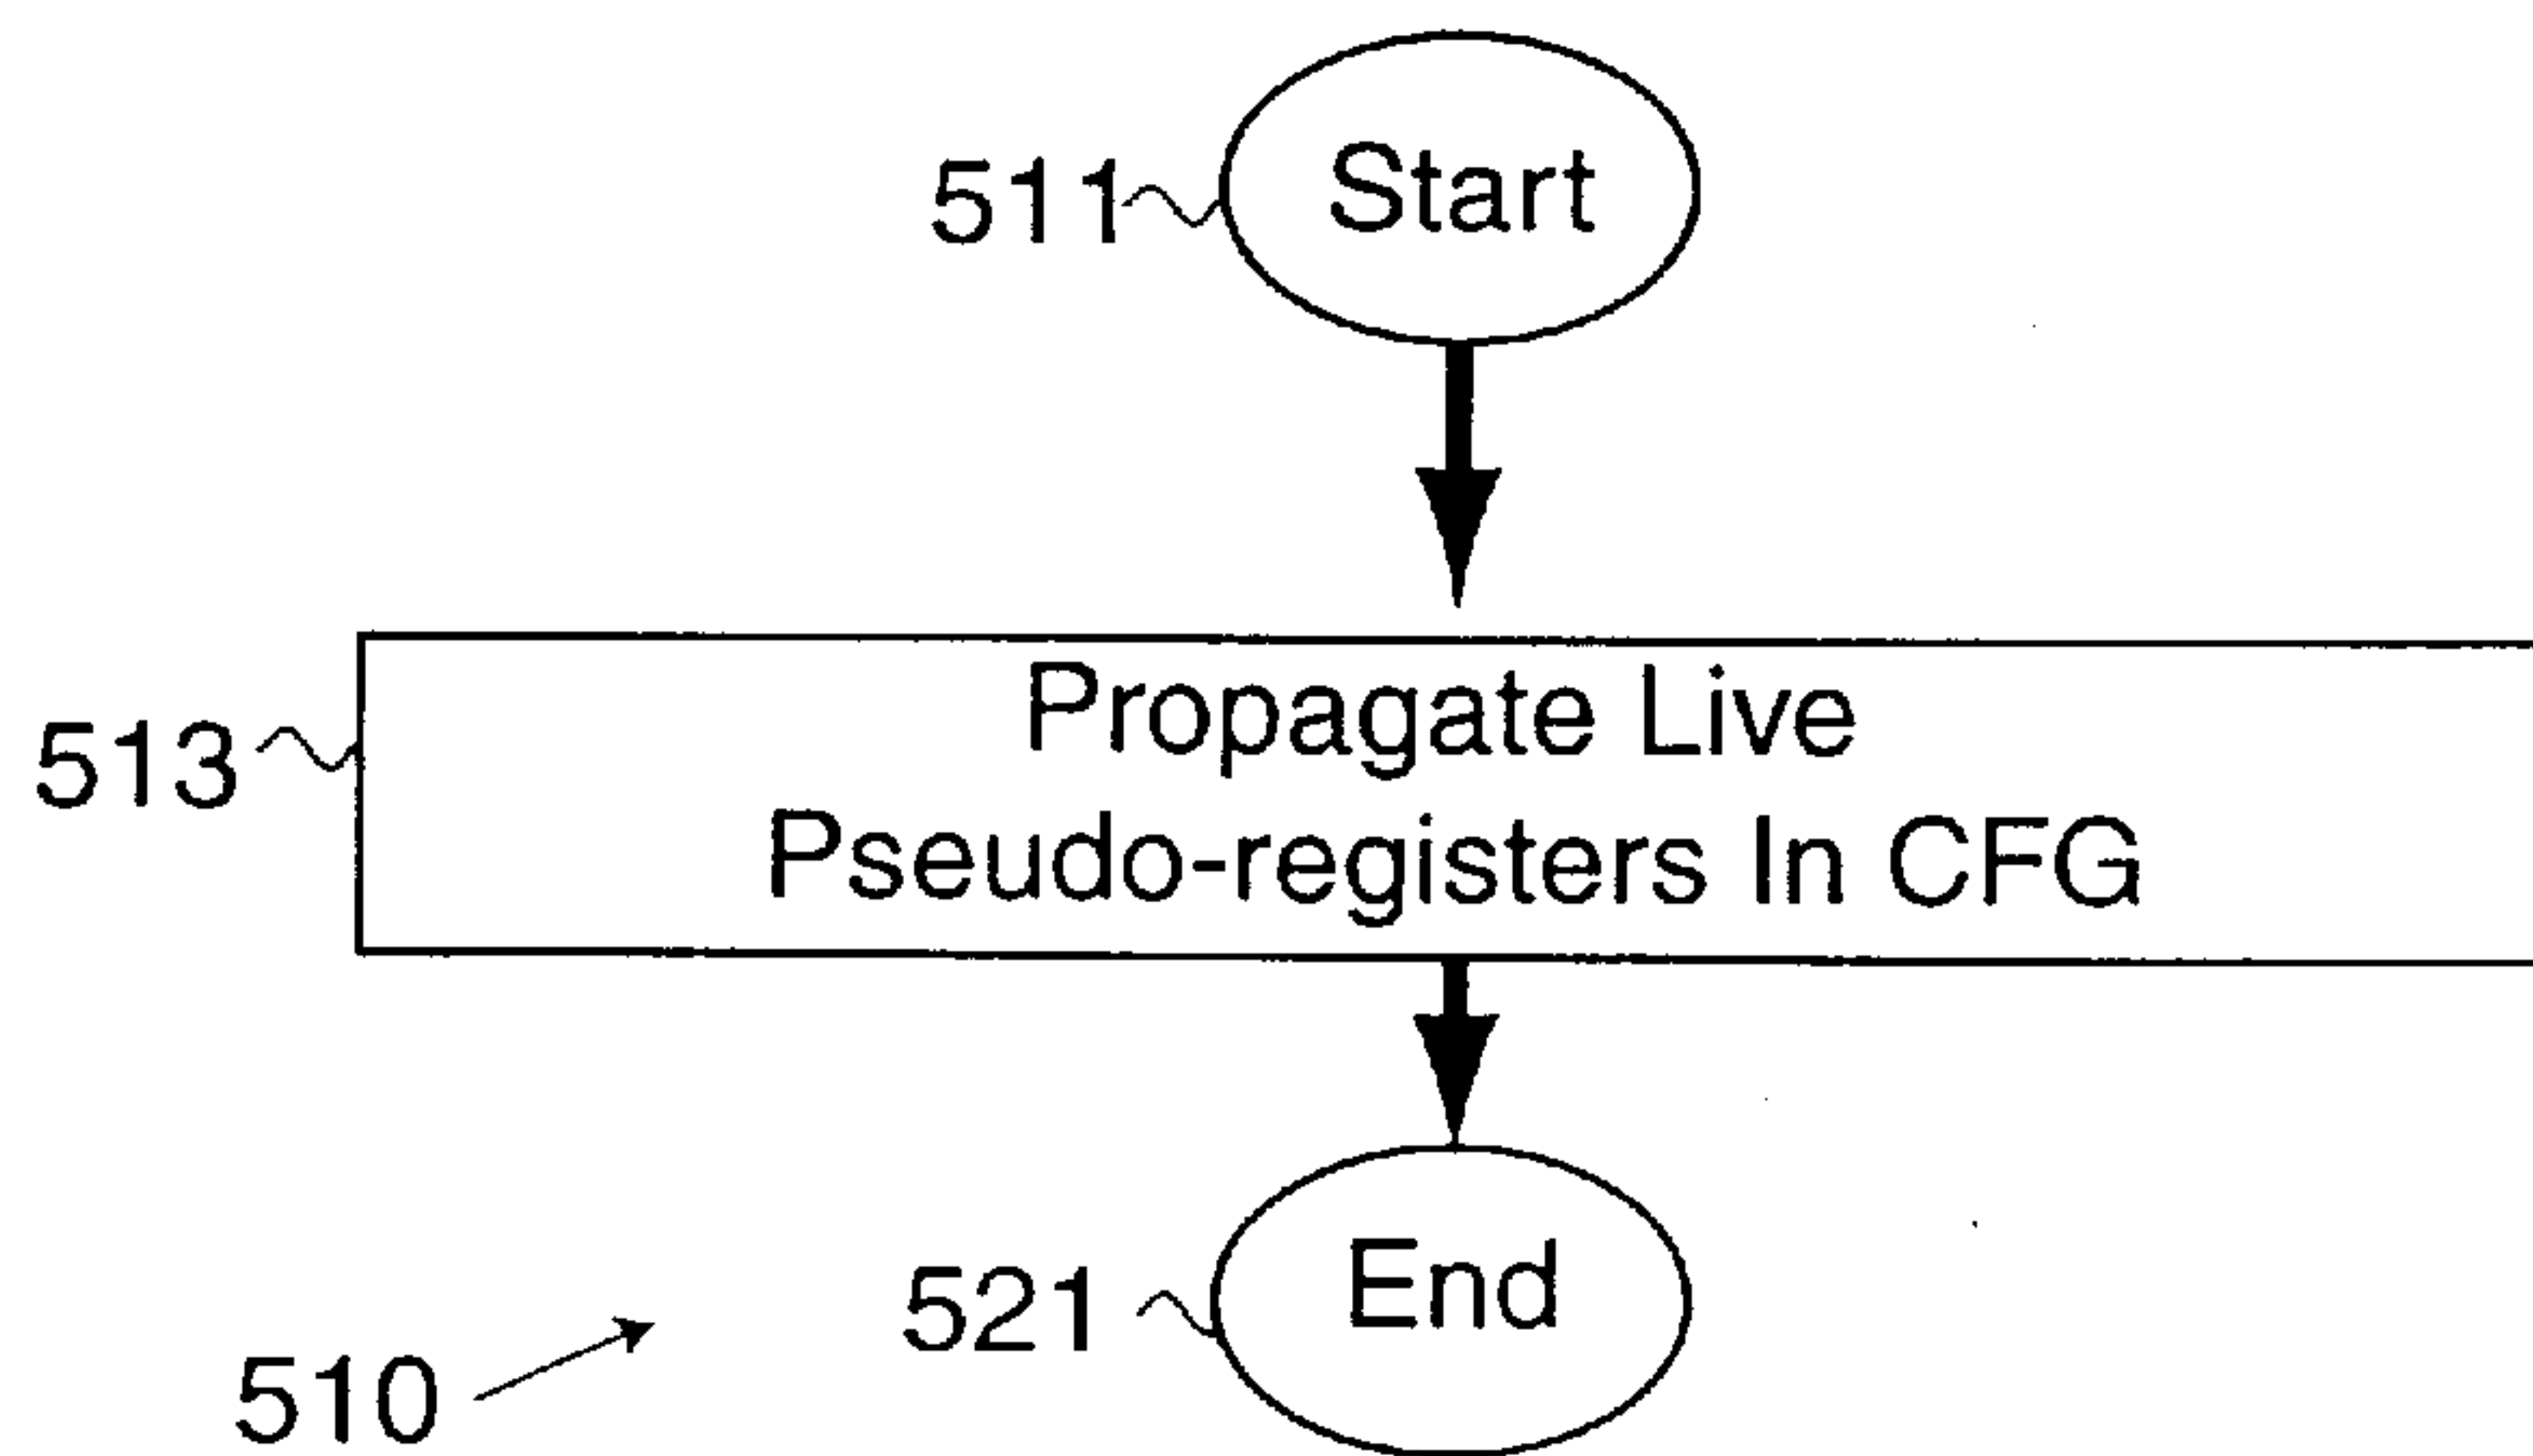 511 Start
513
Propagate Live
Pseudo-registers In CFG
521 End
510